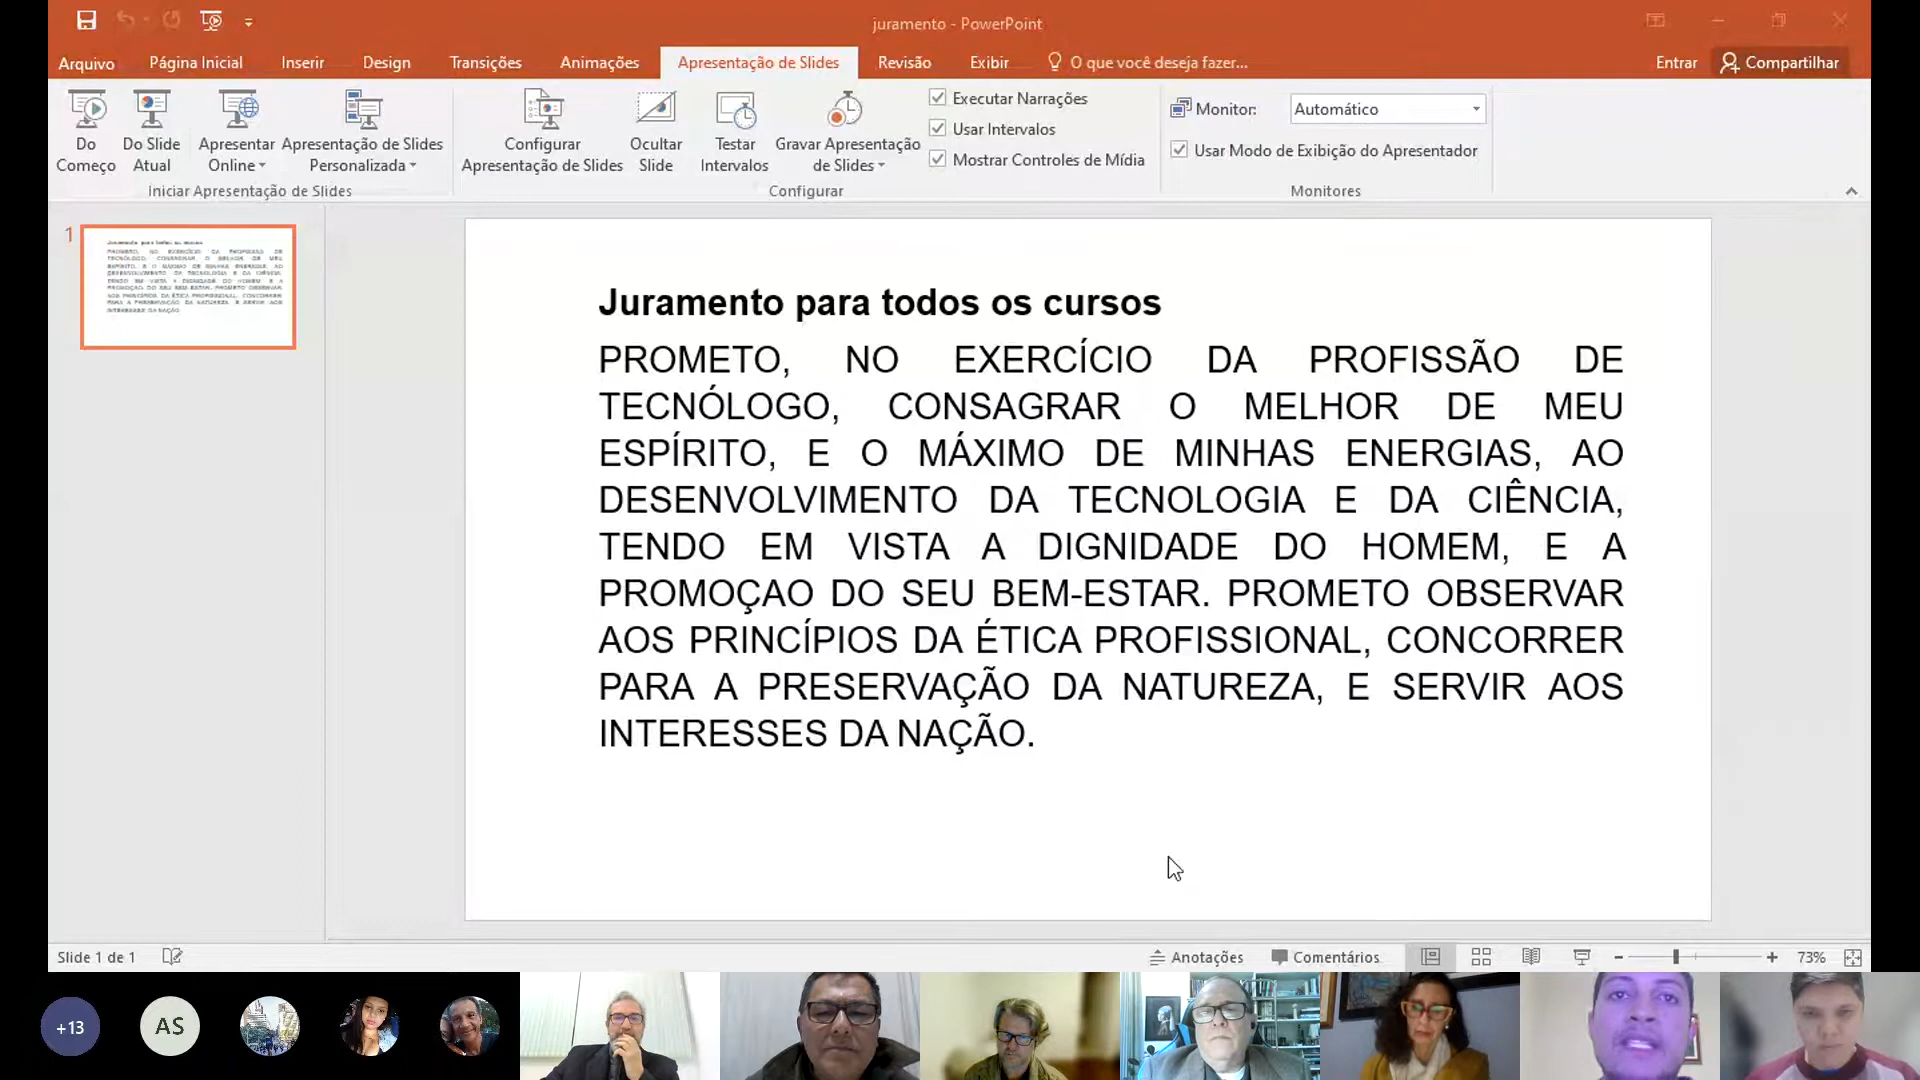 juramento - PowerPoint
Arquivo Página Inicial Inserir Design Transições Animações Apresentação de Slides Revisão Exibir O que você deseja fazer... Entrar Compartilhar
Do Começo
Do Slide Atual
Apresentar Online
Apresentação de Slides Personalizada
Iniciar Apresentação de Slides
Configurar Apresentação de Slides
Ocultar Slide
Testar Intervalos
Gravar Apresentação de Slides
Executar Narrações
Usar Intervalos
Mostrar Controles de Mídia
Configurar
Monitor: Automático
Usar Modo de Exibição do Apresentador
Monitores
1
Juramento para todos os cursos
PROMETO, NO EXERCÍCIO DA PROFISSÃO DE
TECNÓLOGO, CONSAGRAR O MELHOR DE MEU
ESPÍRITO, E O MÁXIMO DE MINHAS ENERGIAS, AO
DESENVOLVIMENTO DA TECNOLOGIA E DA CIÊNCIA,
TENDO EM VISTA A DIGNIDADE DO HOMEM, E A
PROMOÇAO DO SEU BEM-ESTAR. PROMETO OBSERVAR
AOS PRINCÍPIOS DA ÉTICA PROFISSIONAL, CONCORRER
PARA A PRESERVAÇÃO DA NATUREZA, E SERVIR AOS
INTERESSES DA NAÇÃO.
Slide 1 de 1 Anotações Comentários 73%
+13 AS